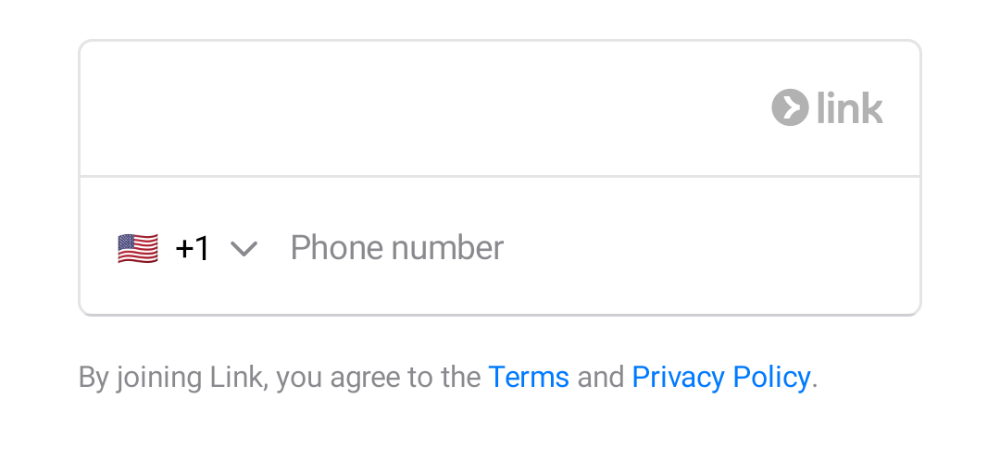 link
+1 Phone number
By joining Link, you agree to the Terms and Privacy Policy.